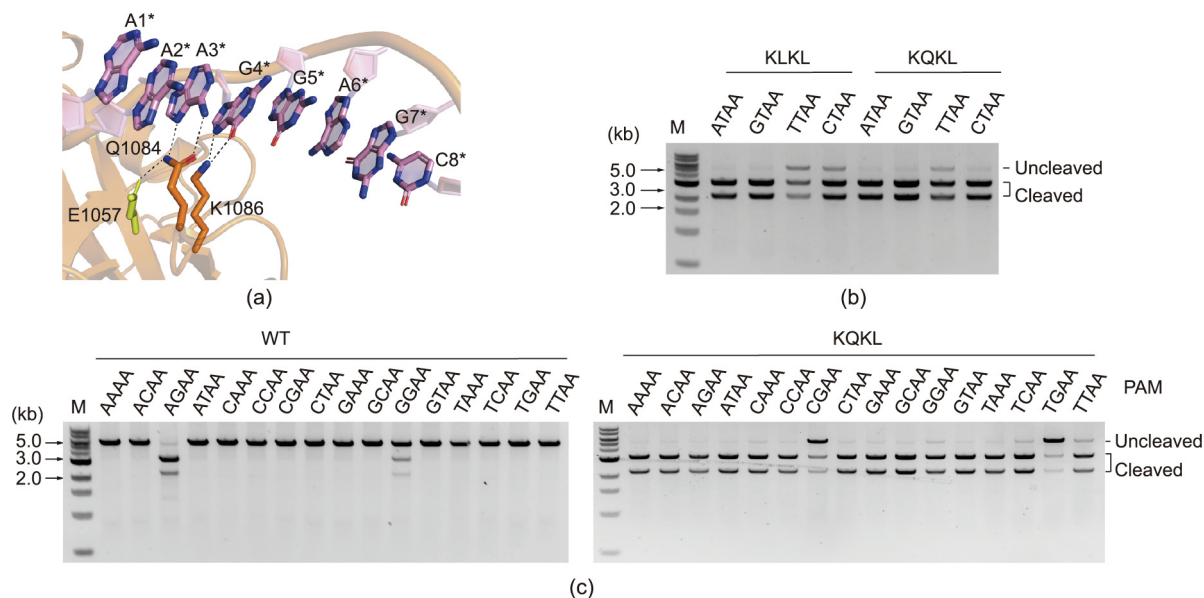 A1*
A2* A3*
G4*
G5*
A6*
G7*
C8*
Q1084
E1057
K1086
(a)
KLKL KQKL
(kb) M ATAA GTAA TTAA CTAA ATAA GTAA TTAA CTAA
5.0
3.0
2.0
Uncleaved
Cleaved
(b)
WT
(kb) M AAAA ACAA AGAA ATAA CAAA CCAA CGAA CTAA GAAA GCAA GGAA GTAA TAAA TCAA TGAA TTAA
5.0
3.0
2.0
KQKL
M AAAA ACAA AGAA ATAA CAAA CCAA CGAA CTAA GAAA GCAA GGAA GTAA TAAA TCAA TGAA TTAA PAM
Uncleaved
Cleaved
(c)